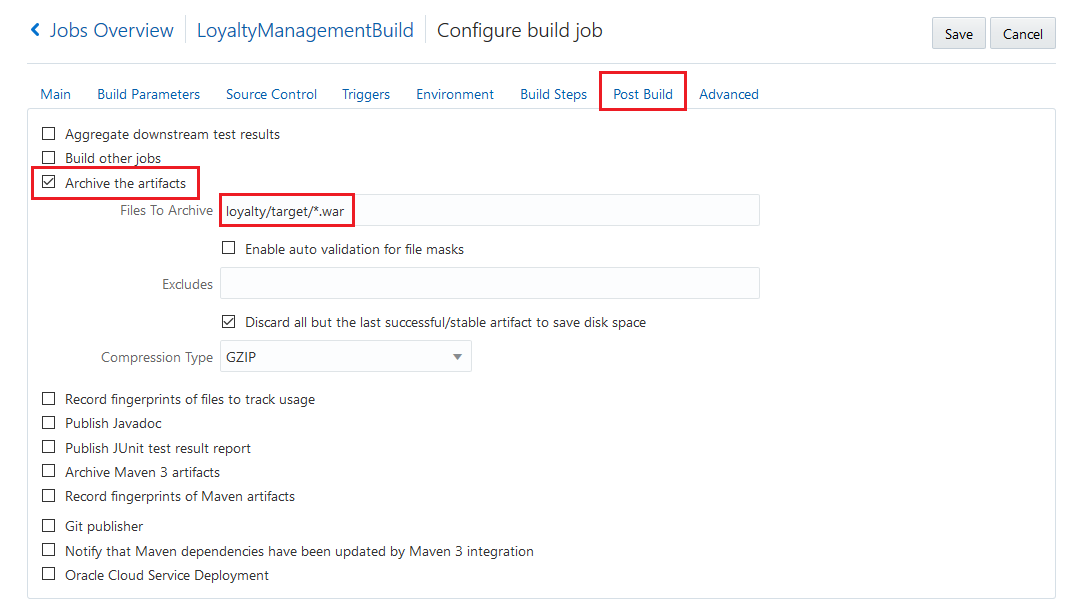 Jobs Overview LoyaltyManagementBuild Configure build job Save Cancel
Main Build Parameters Source Control Triggers Environment Build Steps Post Build Advanced
Aggregate downstream test results
Build other jobs
Archive the artifacts
Files To Archive loyalty/target/*.war
Enable auto validation for file masks
Excludes
Discard all but the last successful/stable artifact to save disk space
Compression Type GZIP
Record fingerprints of files to track usage
Publish Javadoc
Publish JUnit test result report
Archive Maven 3 artifacts
Record fingerprints of Maven artifacts
Git publisher
Notify that Maven dependencies have been updated by Maven 3 integration
Oracle Cloud Service Deployment